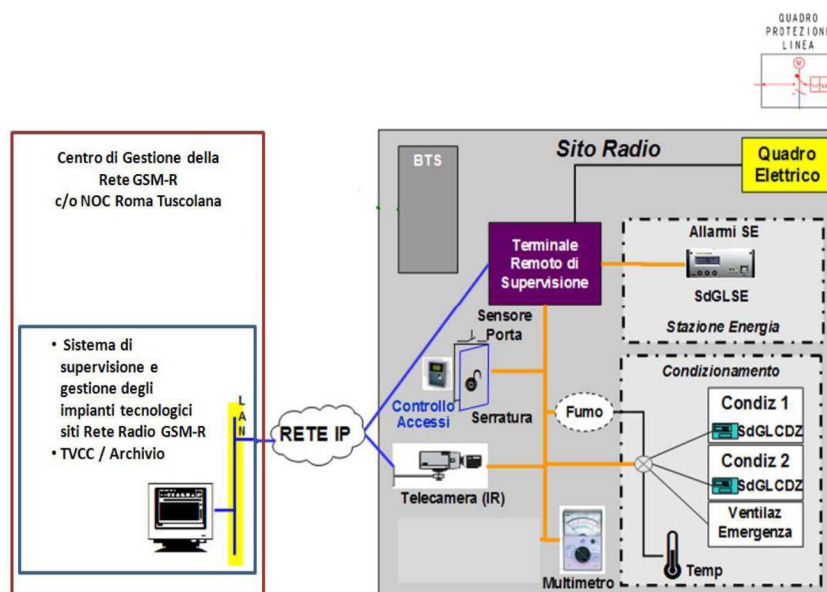 QUADRO
PROTEZIONE
LINEA
M
Centro di Gestione della
Rete GSM-R
c/o NOC Roma Tuscolana
• Sistema di
supervisione e
gestione degli
impianti tecnologici
siti Rete Radio GSM-R
• TVCC / Archivio
LAN
RETE IP
Sito Radio
BTS
Quadro
Elettrico
Terminale
Remoto di
Supervisione
Allarmi SE
SdGLSE
Stazione Energia
Sensore
Porta
Controllo
Accessi
Serratura
Fumo
Telecamera (IR)
Multimetro
Condizionamento
Condiz 1
SdGLCDZ
Condiz 2
SdGLCDZ
Ventilaz
Emergenza
Temp